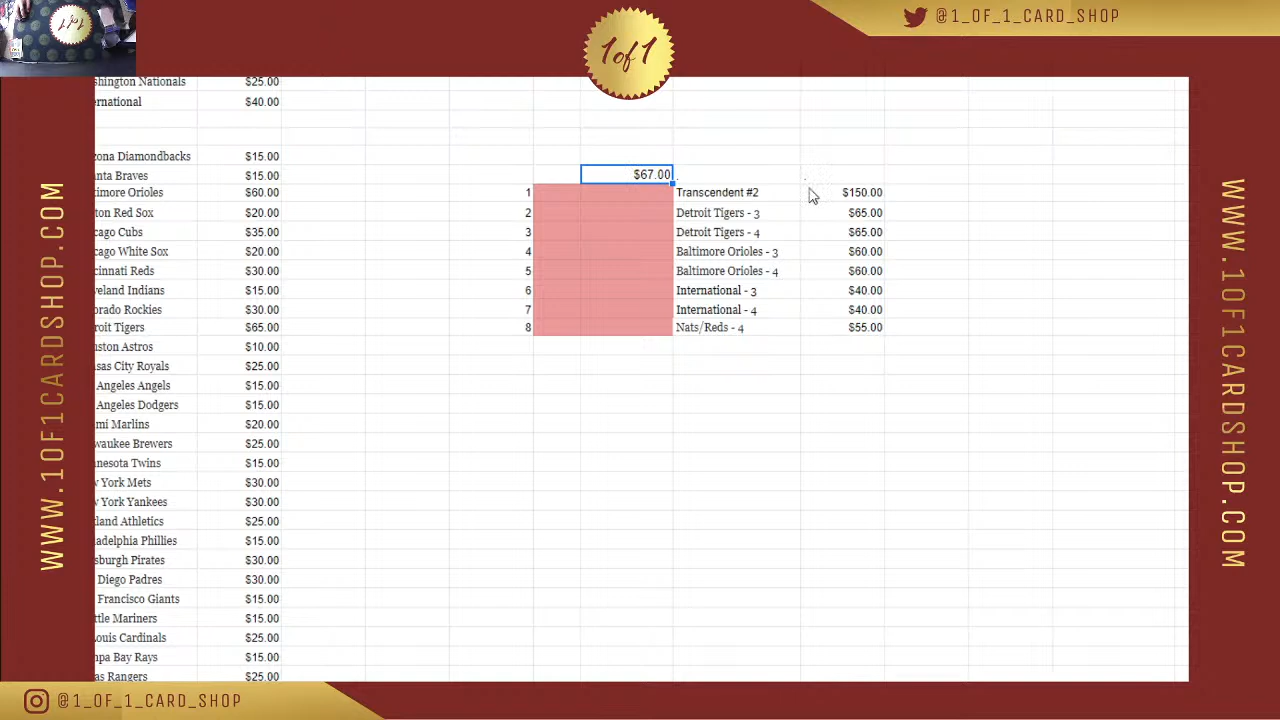 @1_OF_1_CARD_SHOP
1of1
shington Nationals $25.00
ernational $40.00
zona Diamondbacks $15.00
anta Braves $15.00
$67.00 . .
timore Orioles $60.00
1 Transcendent #2 $150.00
ton Red Sox $20.00
2 Detroit Tigers - 3 $65.00
cago Cubs $35.00
3 Detroit Tigers - 4 $65.00
cago White Sox $20.00
4 Baltimore Orioles - 3 $60.00
cinnati Reds $30.00
5 Baltimore Orioles - 4 $60.00
veland Indians $15.00
6 International - 3 $40.00
orado Rockies $30.00
7 International - 4 $40.00
roit Tigers $65.00
8 Nats/Reds - 4 $55.00
uston Astros $10.00
sas City Royals $25.00
Angeles Angels $15.00
Angeles Dodgers $15.00
mi Marlins $20.00
waukee Brewers $25.00
nesota Twins $15.00
York Mets $30.00
York Yankees $30.00
land Athletics $25.00
adelphia Phillies $15.00
sburgh Pirates $30.00
Diego Padres $30.00
Francisco Giants $15.00
ttle Mariners $15.00
Louis Cardinals $25.00
mpa Bay Rays $15.00
as Rangers $25.00
WWW.1OF1CARDSHOP.COM
WWW.1OF1CARDSHOP.COM
@1_OF_1_CARD_SHOP